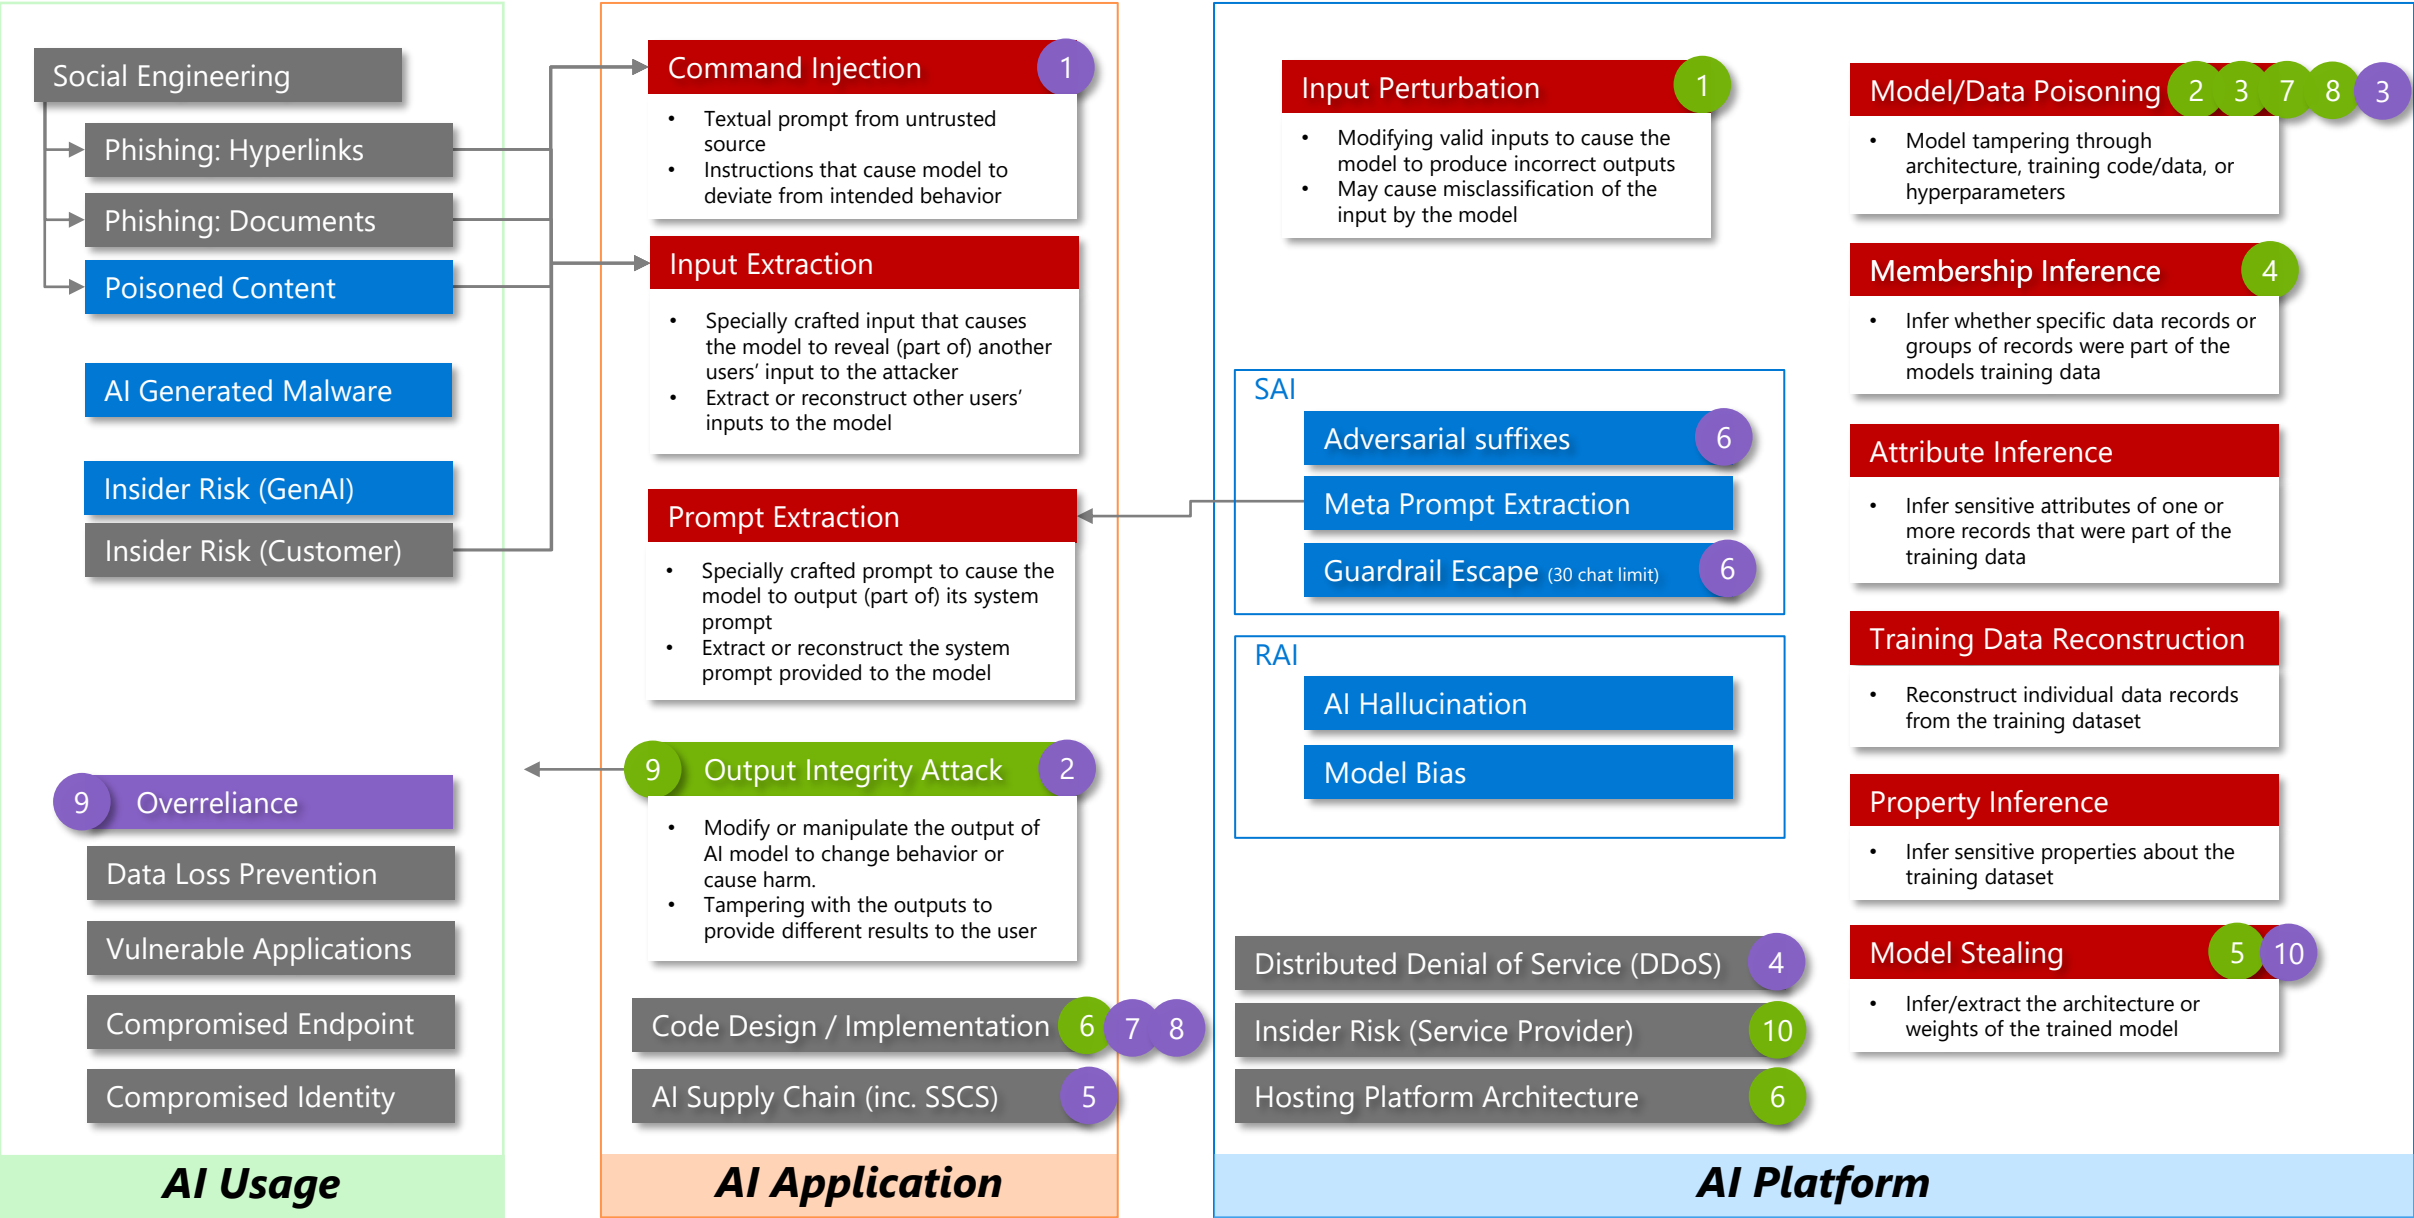 Social Engineering
Phishing: Hyperlinks
Phishing: Documents
Poisoned Content
AI Generated Malware
Insider Risk (GenAI)
Insider Risk (Customer)
9 Overreliance
Data Loss Prevention
Vulnerable Applications
Compromised Endpoint
Compromised Identity
AI Usage
Command Injection 1
• Textual prompt from untrusted
source
• Instructions that cause model to
deviate from intended behavior
Input Extraction
• Specially crafted input that causes
the model to reveal (part of) another
users’ input to the attacker
• Extract or reconstruct other users’
inputs to the model
Prompt Extraction
• Specially crafted prompt to cause the
model to output (part of) its system
prompt
• Extract or reconstruct the system
prompt provided to the model
9 Output Integrity Attack 2
• Modify or manipulate the output of
AI model to change behavior or
cause harm.
• Tampering with the outputs to
provide different results to the user
Code Design / Implementation 6 7 8
AI Supply Chain (inc. SSCS) 5
AI Application
Input Perturbation 1
• Modifying valid inputs to cause the
model to produce incorrect outputs
• May cause misclassification of the
input by the model
SAI
Adversarial suffixes 6
Meta Prompt Extraction
Guardrail Escape (30 chat limit) 6
RAI
AI Hallucination
Model Bias
Distributed Denial of Service (DDoS) 4
Insider Risk (Service Provider) 10
Hosting Platform Architecture 6
Model/Data Poisoning 2 3 7 8 3
• Model tampering through
architecture, training code/data, or
hyperparameters
Membership Inference 4
• Infer whether specific data records or
groups of records were part of the
models training data
Attribute Inference
• Infer sensitive attributes of one or
more records that were part of the
training data
Training Data Reconstruction
• Reconstruct individual data records
from the training dataset
Property Inference
• Infer sensitive properties about the
training dataset
Model Stealing 5 10
• Infer/extract the architecture or
weights of the trained model
AI Platform